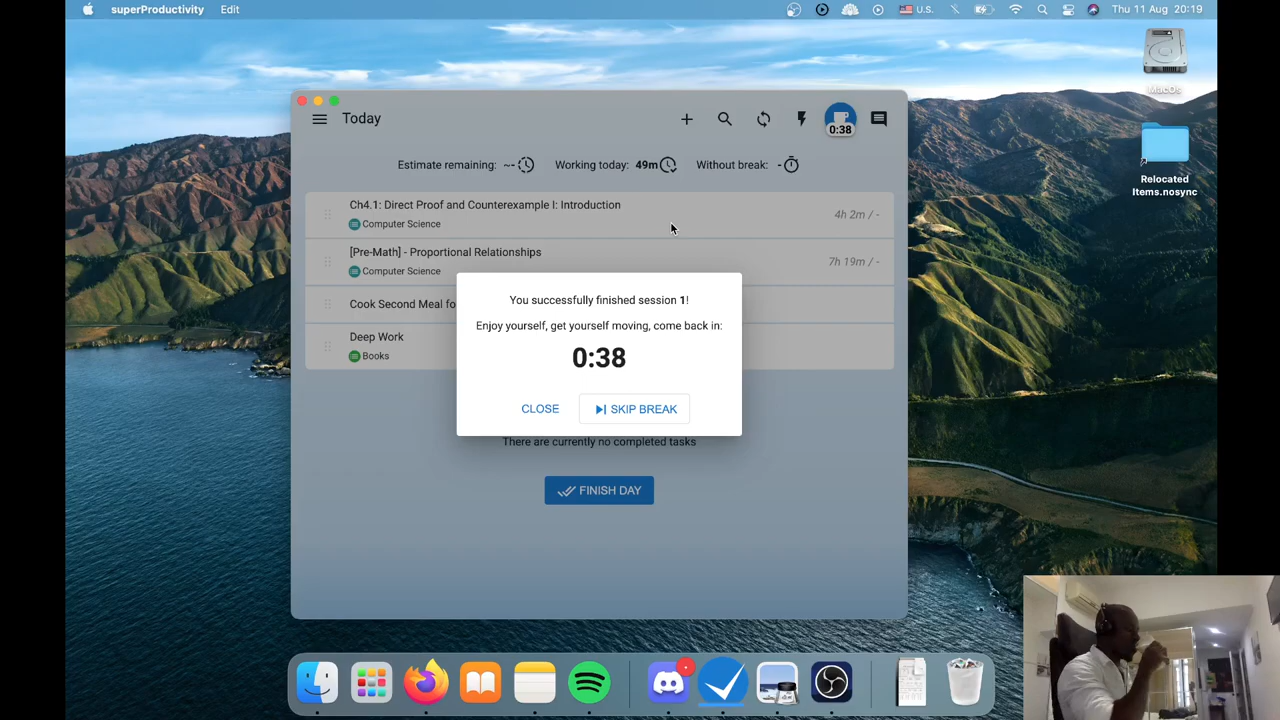 superProductivity Edit
U.S. Thu 11 Aug 20:19
MacOs
Relocated
Items.nosync
Today
0:38
Estimate remaining: ~- Working today: 49m Without break: -
Ch4.1: Direct Proof and Counterexample I: Introduction
Computer Science
4h 2m / -
[Pre-Math] - Proportional Relationships
Computer Science
7h 19m / -
Cook Second Meal fo
Deep Work
Books
You successfully finished session 1!
Enjoy yourself, get yourself moving, come back in:
0:38
CLOSE SKIP BREAK
There are currently no completed tasks
FINISH DAY